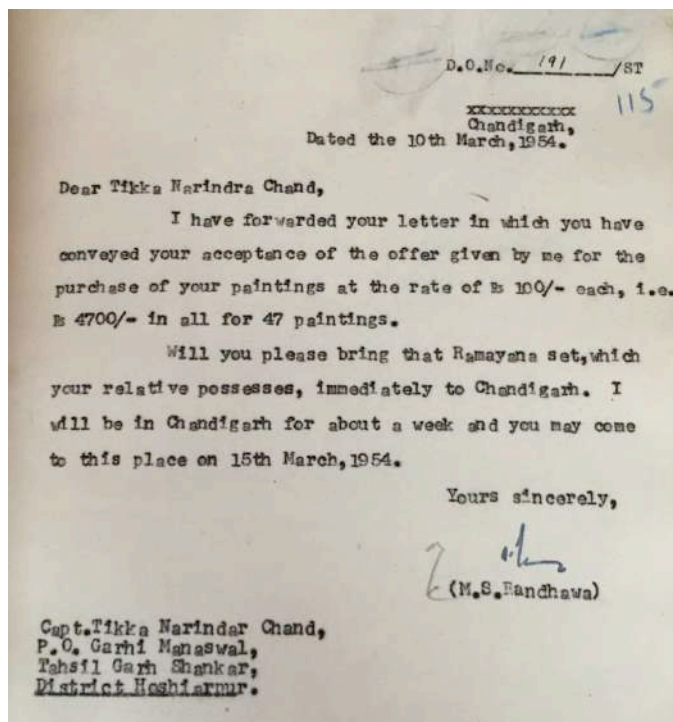 D.O.No. 191 /ST
115
xxxxxxxxxxx
Chandigarh,
Dated the 10th March,1954.
Dear Tikka Narindra Chand,
I have forwarded your letter in which you have
conveyed your acceptance of the offer given by me for the
purchase of your paintings at the rate of Rs 100/- each, i.e.
Rs 4700/- in all for 47 paintings.
Will you please bring that Ramayana set,which
your relative possesses, immediately to Chandigarh. I
will be in Chandigarh for about a week and you may come
to this place on 15th March,1954.
Yours sincerely,
(M.S.Randhawa)
Capt.Tikka Narindar Chand,
P.O. Garhi Manaswal,
Tahsil Garh Shankar,
District Hoshiarpur.